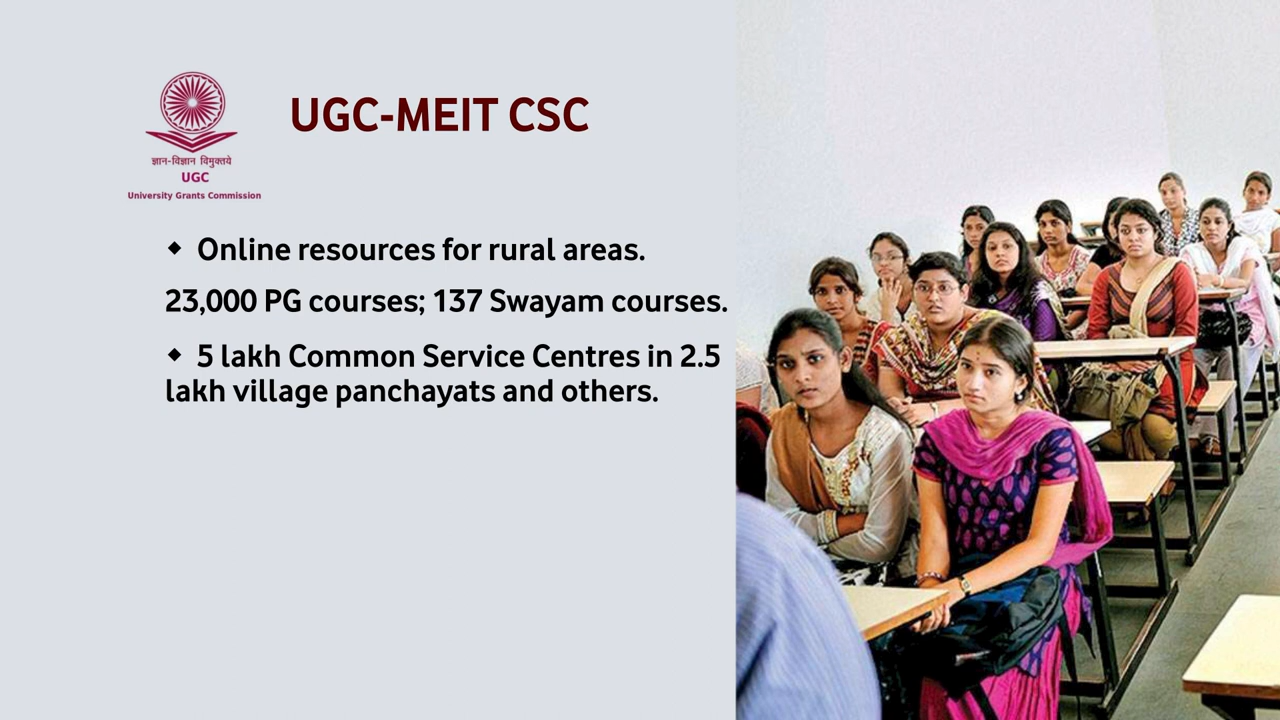 UGC-MEIT CSC
ज्ञान-विज्ञान विमुक्तये
UGC
University Grants Commission
◆ Online resources for rural areas.
23,000 PG courses; 137 Swayam courses.
◆ 5 lakh Common Service Centres in 2.5
lakh village panchayats and others.